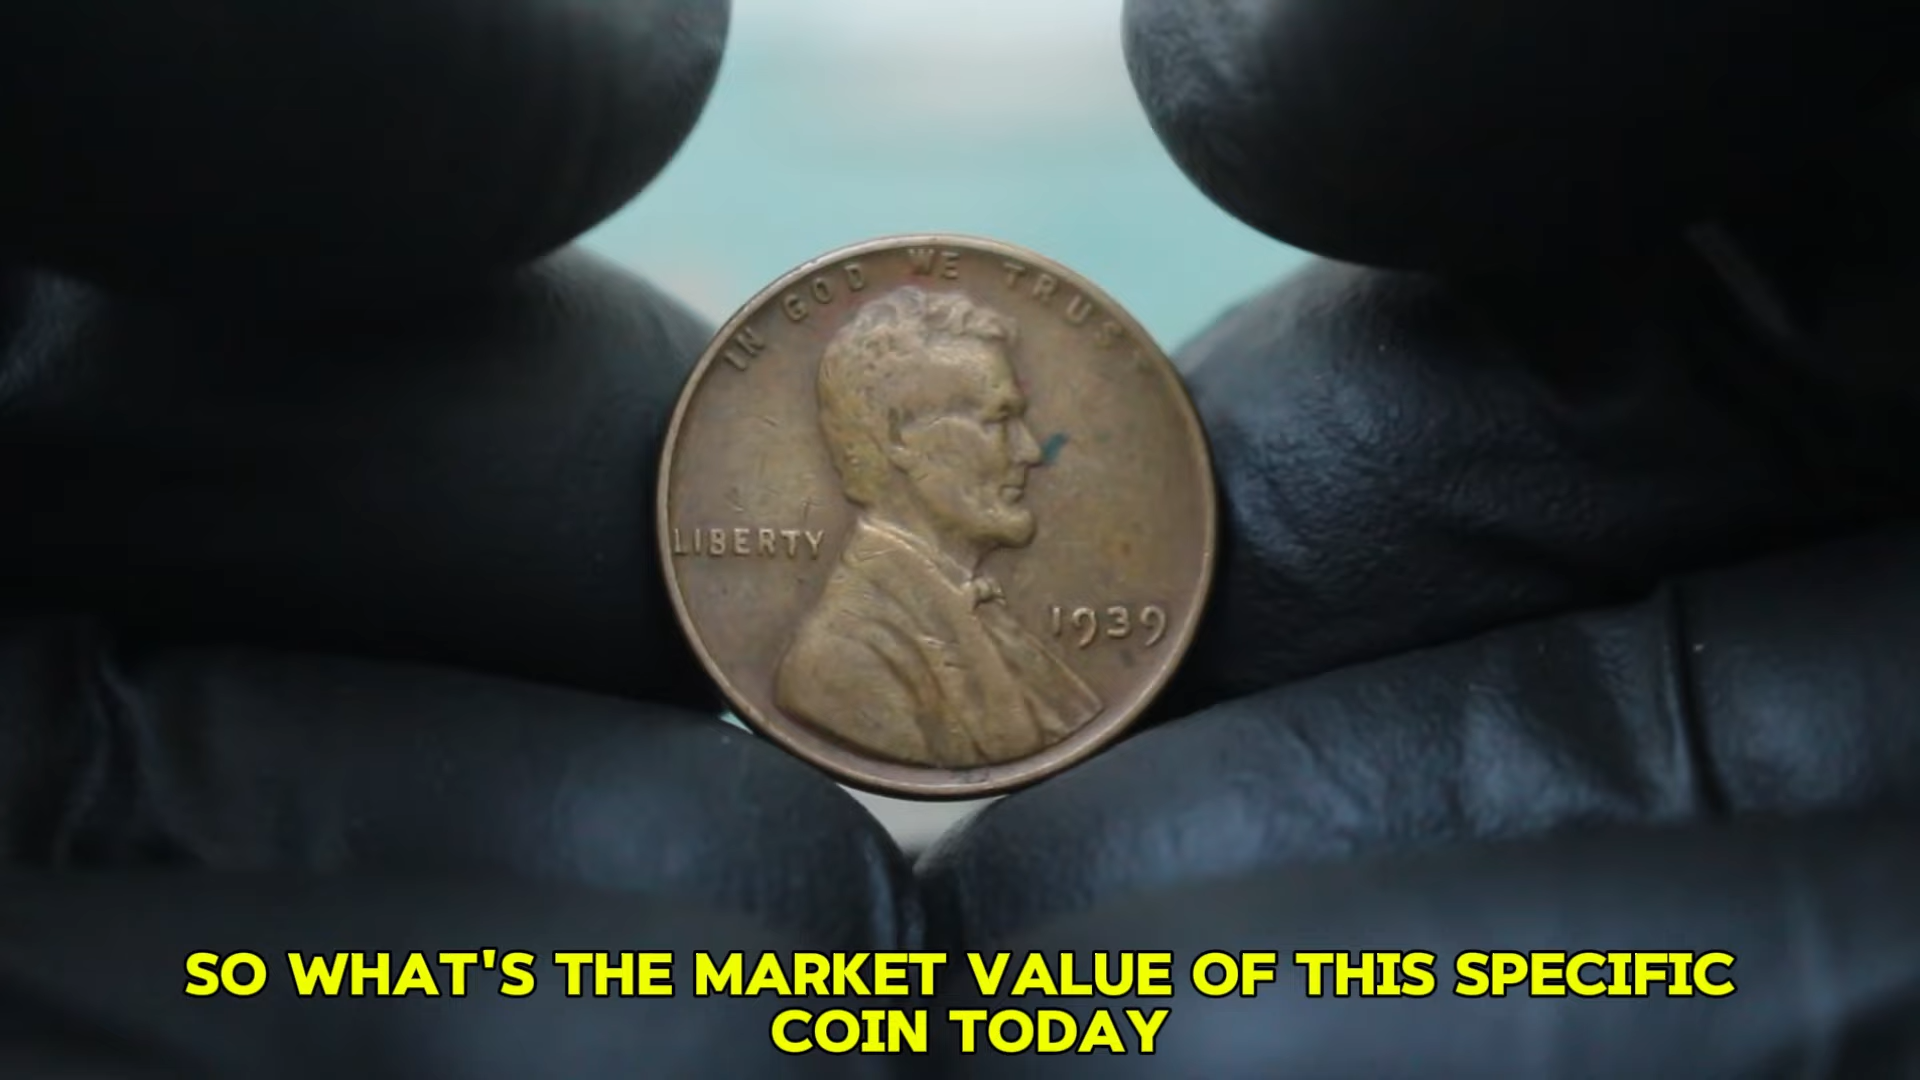 IN GOD WE TRUST
LIBERTY
1939
SO WHAT'S THE MARKET VALUE OF THIS SPECIFIC
COIN TODAY